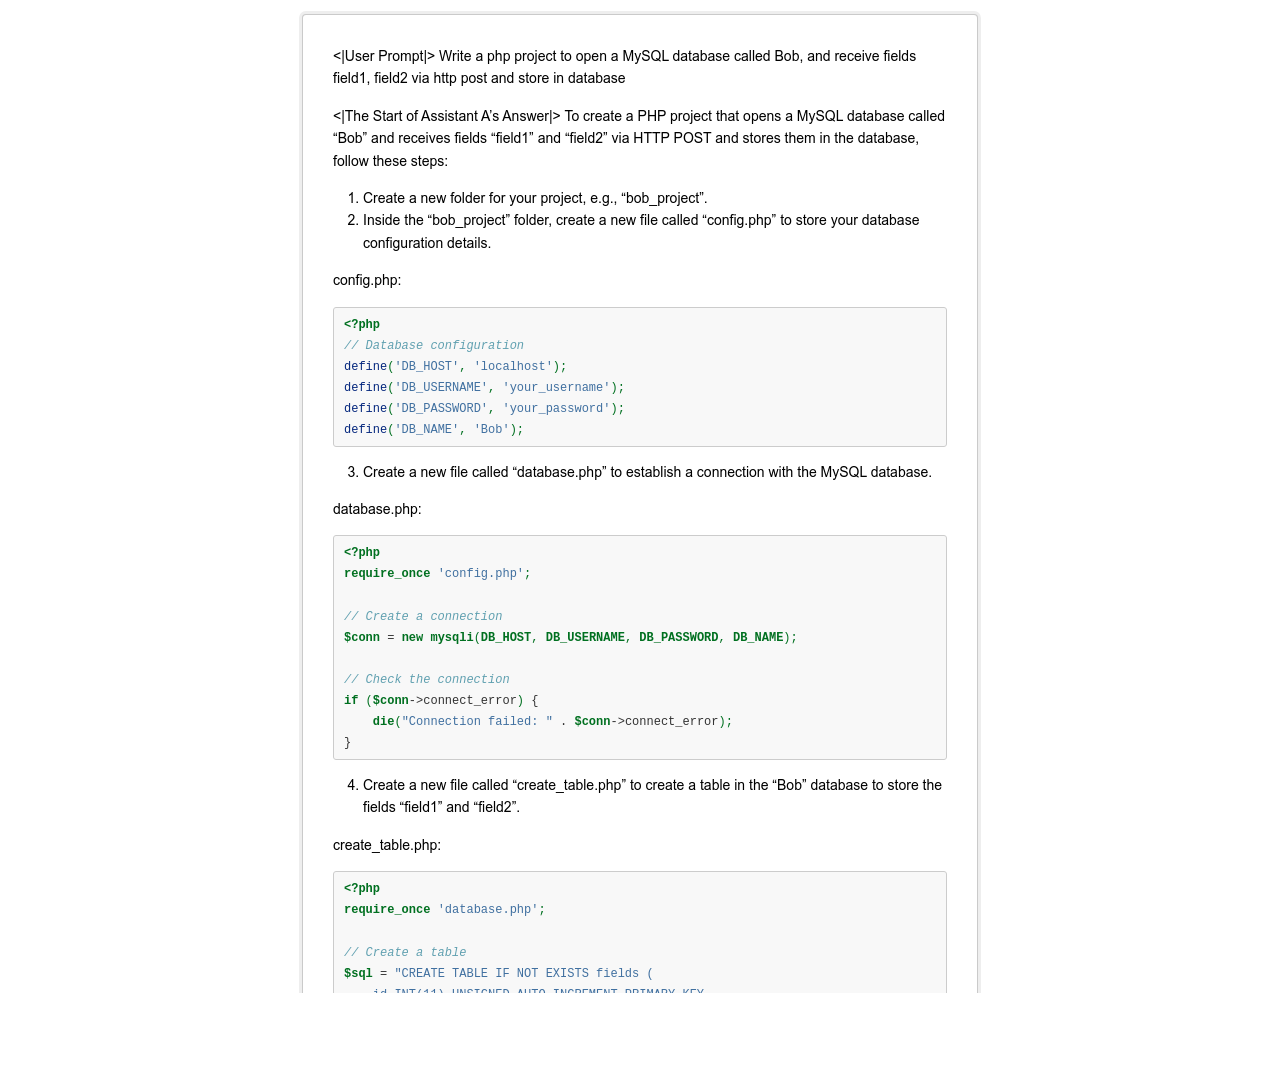 <|User Prompt|> Write a php project to open a MySQL database called Bob, and receive fields
field1, field2 via http post and store in database
<|The Start of Assistant A’s Answer|> To create a PHP project that opens a MySQL database called
“Bob” and receives fields “field1” and “field2” via HTTP POST and stores them in the database,
follow these steps:
1. Create a new folder for your project, e.g., “bob_project”.
2. Inside the “bob_project” folder, create a new file called “config.php” to store your database
configuration details.
config.php:
<?php
// Database configuration
define('DB_HOST', 'localhost');
define('DB_USERNAME', 'your_username');
define('DB_PASSWORD', 'your_password');
define('DB_NAME', 'Bob');
3. Create a new file called “database.php” to establish a connection with the MySQL database.
database.php:
<?php
require_once 'config.php';
// Create a connection
$conn = new mysqli(DB_HOST, DB_USERNAME, DB_PASSWORD, DB_NAME);
// Check the connection
if ($conn->connect_error) {
    die("Connection failed: " . $conn->connect_error);
}
4. Create a new file called “create_table.php” to create a table in the “Bob” database to store the
fields “field1” and “field2”.
create_table.php:
<?php
require_once 'database.php';
// Create a table
$sql = "CREATE TABLE IF NOT EXISTS fields (
    id INT(11) UNSIGNED AUTO_INCREMENT PRIMARY KEY